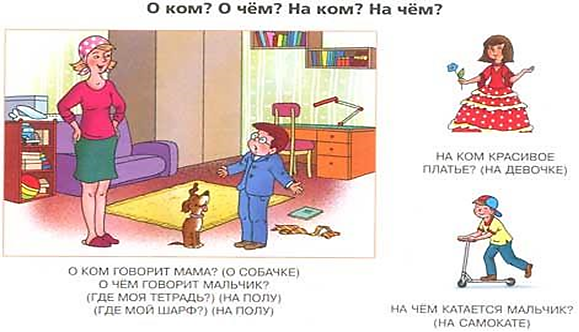 О ком? О чём? На ком? На чём?
О КОМ ГОВОРИТ МАМА? (О СОБАЧКЕ)
О ЧЁМ ГОВОРИТ МАЛЬЧИК?
(ГДЕ МОЯ ТЕТРАДЬ?) (НА ПОЛУ)
(ГДЕ МОЙ ШАРФ?) (НА ПОЛУ)
НА КОМ КРАСИВОЕ
ПЛАТЬЕ? (НА ДЕВОЧКЕ)
НА ЧЁМ КАТАЕТСЯ МАЛЬЧИК?
(НА САМОКАТЕ)